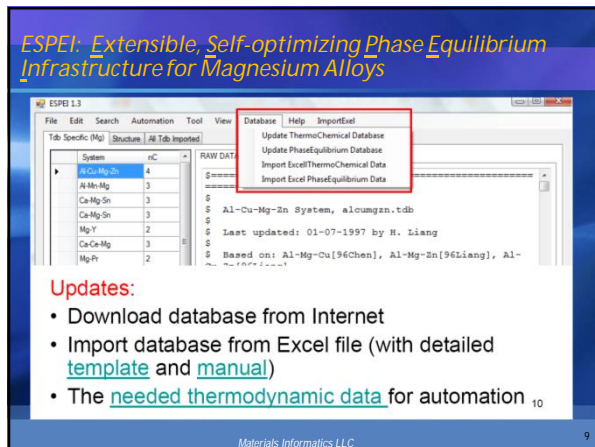 ESPEI: Extensible, Self-optimizing Phase Equilibrium
Infrastructure for Magnesium Alloys
ESPEI 1.3
File Edit Search Automation Tool View Database Help ImportExel
Tdb Specific (Mg) Structure All Tdb Imported
Update ThermoChemical Database
Update PhaseEqulibrium Database
Import ExcellThermoChemical Data
Import Excel PhaseEquilibrium Data
System nC
RAW DATA
Al-Cu-Mg-Zn 4
Al-Mn-Mg 3
Ca-Mg-Sn 3
Ca-Mg-Sn 3
Mg-Y 2
Ca-Ce-Mg 3
Mg-Pr 2
$=
$
$ Al-Cu-Mg-Zn System, alcumgzn.tdb
$
$ Last updated: 01-07-1997 by H. Liang
$
$ Based on: Al-Mg-Cu[96Chen], Al-Mg-Zn[96Liang], Al-
Updates:
• Download database from Internet
• Import database from Excel file (with detailed
template and manual)
• The needed thermodynamic data for automation 10
Materials Informatics LLC
9